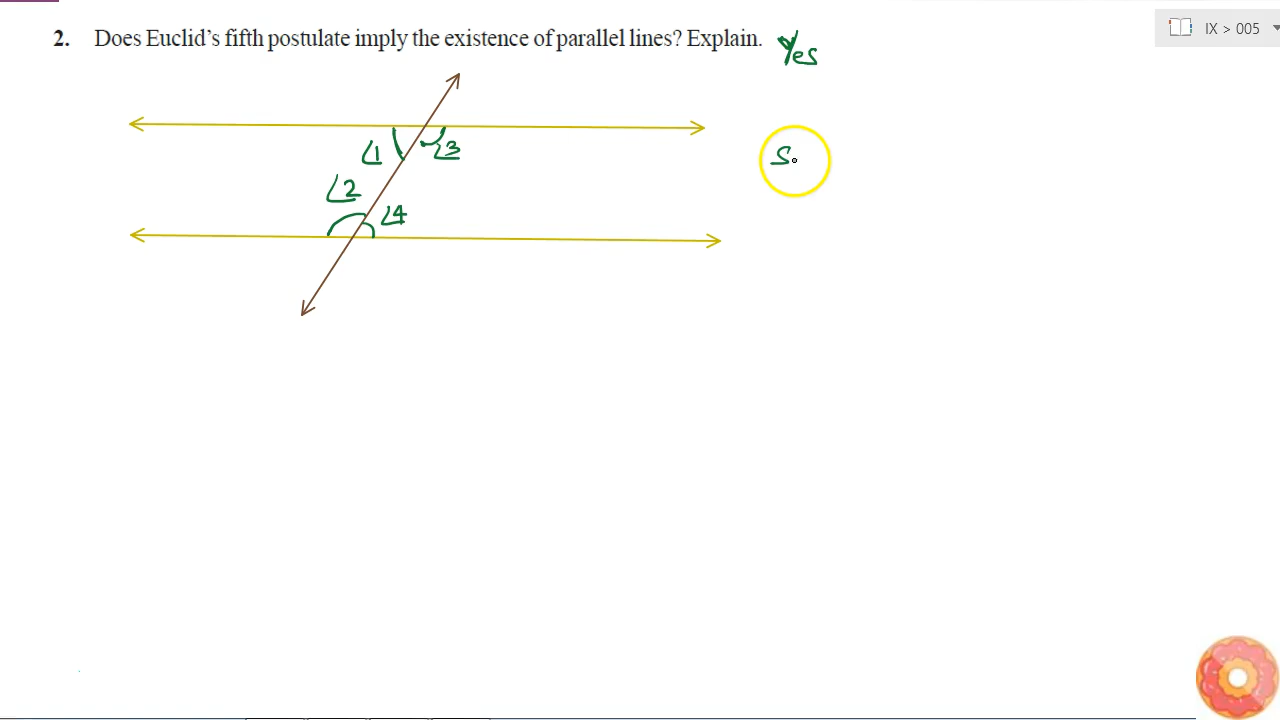 2. Does Euclid's fifth postulate imply the existence of parallel lines? Explain. Yes
IX > 005
∠1 ∠3 S.
∠2
∠4